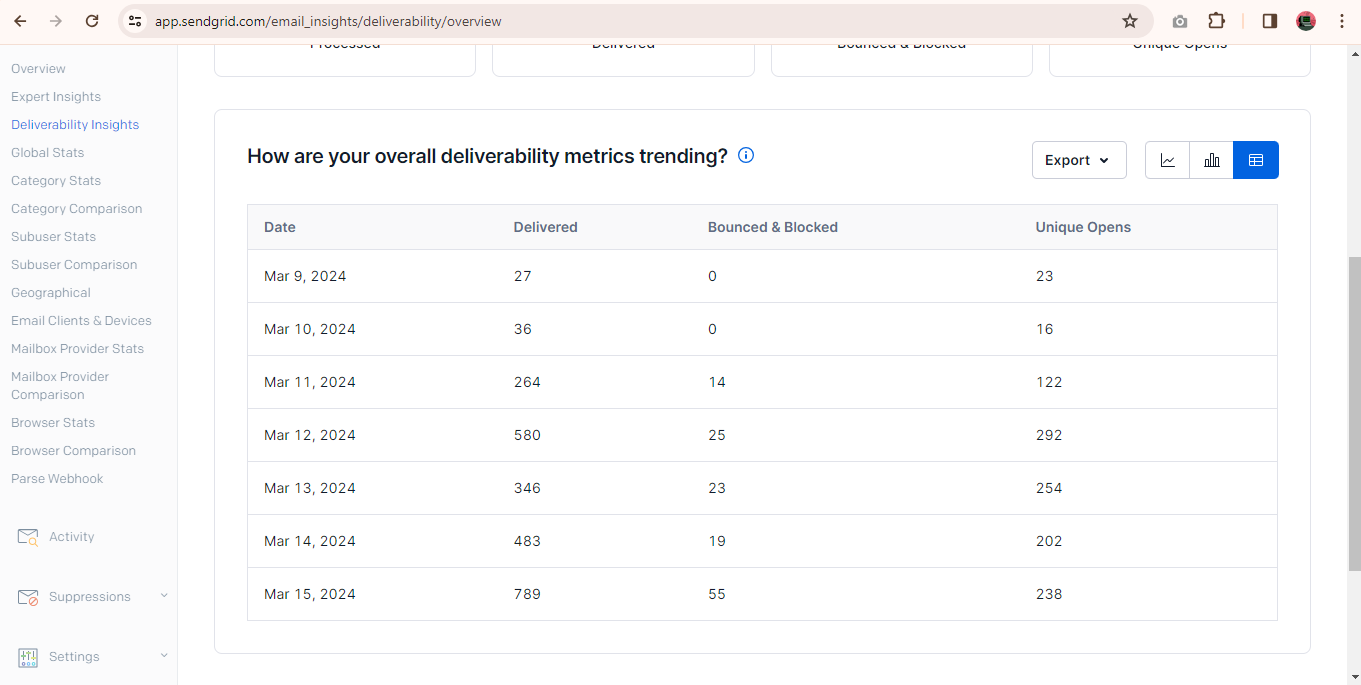 app.sendgrid.com/email_insights/deliverability/overview
Processed Delivered Bounced & Blocked Unique Opens
Overview
Expert Insights
Deliverability Insights
Global Stats
Category Stats
Category Comparison
Subuser Stats
Subuser Comparison
Geographical
Email Clients & Devices
Mailbox Provider Stats
Mailbox Provider
Comparison
Browser Stats
Browser Comparison
Parse Webhook
Activity
Suppressions
Settings
How are your overall deliverability metrics trending?
Export
Date Delivered Bounced & Blocked Unique Opens
Mar 9, 2024 27 0 23
Mar 10, 2024 36 0 16
Mar 11, 2024 264 14 122
Mar 12, 2024 580 25 292
Mar 13, 2024 346 23 254
Mar 14, 2024 483 19 202
Mar 15, 2024 789 55 238